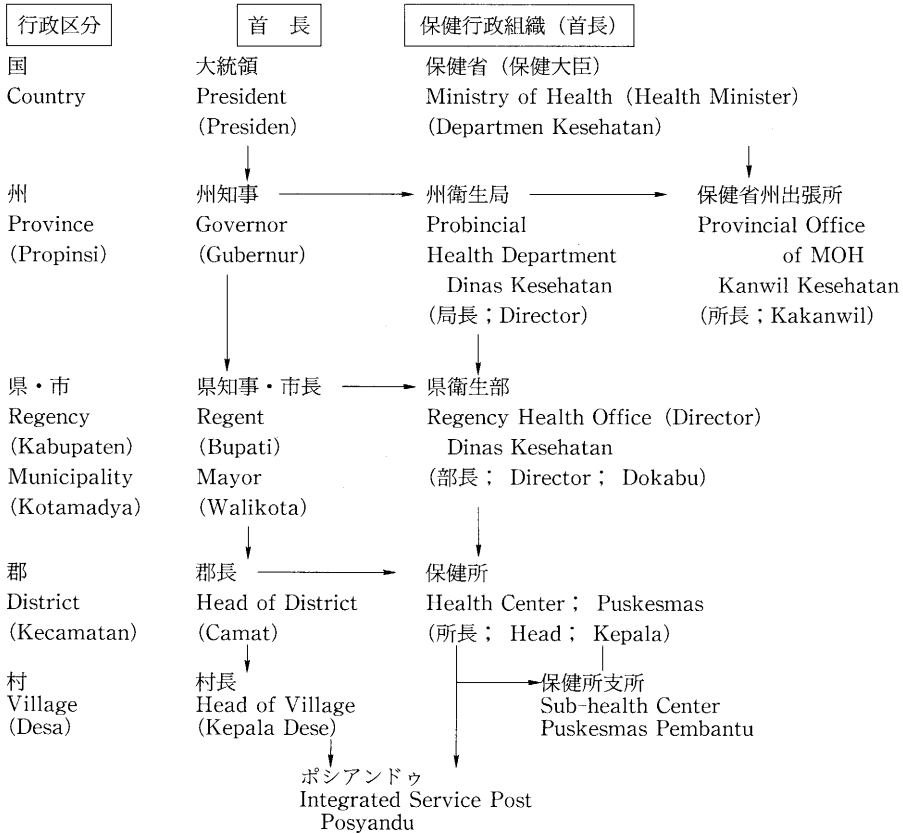 行政区分
首　長
保健行政組織（首長）
国
大統領
保健省（保健大臣）
Country
President
Ministry of Health (Health Minister)
(Presiden)
(Departmen Kesehatan)
州
州知事
州衛生局
保健省州出張所
Province
Governor
Probincial
Provincial Office
(Propinsi)
(Gubernur)
Health Department
of MOH
Dinas Kesehatan
Kanwil Kesehatan
(局長；Director)
(所長；Kakanwil)
県・市
県知事・市長
県衛生部
Regency
Regent
Regency Health Office (Director)
(Kabupaten)
(Bupati)
Dinas Kesehatan
Municipality
Mayor
(部長； Director； Dokabu)
(Kotamadya)
(Walikota)
郡
郡長
保健所
District
Head of District
Health Center； Puskesmas
(Kecamatan)
(Camat)
(所長； Head； Kepala)
村
村長
保健所支所
Village
Head of Village
Sub-health Center
(Desa)
(Kepala Dese)
Puskesmas Pembantu
ポシアンドゥ
Integrated Service Post
Posyandu